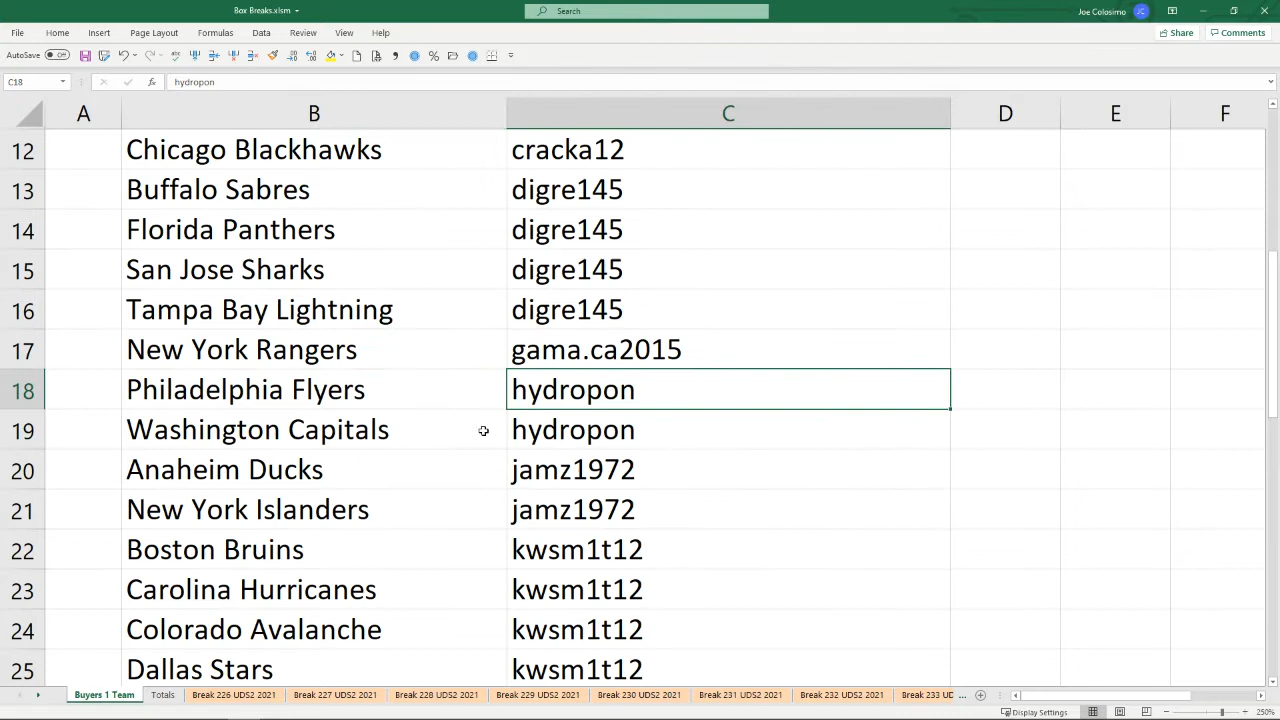 Box Breaks.xlsm
Search
Joe Colosimo
JC
File Home Insert Page Layout Formulas Data Review View Help
Share Comments
AutoSave Off
C18 fx hydropon
A B C D E F
12 Chicago Blackhawks cracka12
13 Buffalo Sabres digre145
14 Florida Panthers digre145
15 San Jose Sharks digre145
16 Tampa Bay Lightning digre145
17 New York Rangers gama.ca2015
18 Philadelphia Flyers hydropon
19 Washington Capitals hydropon
20 Anaheim Ducks jamz1972
21 New York Islanders jamz1972
22 Boston Bruins kwsm1t12
23 Carolina Hurricanes kwsm1t12
24 Colorado Avalanche kwsm1t12
25 Dallas Stars kwsm1t12
Buyers 1 Team Totals Break 226 UDS2 2021 Break 227 UDS2 2021 Break 228 UDS2 2021 Break 229 UDS2 2021 Break 230 UDS2 2021 Break 231 UDS2 2021 Break 232 UDS2 2021 Break 233 UD ...
Display Settings 250%